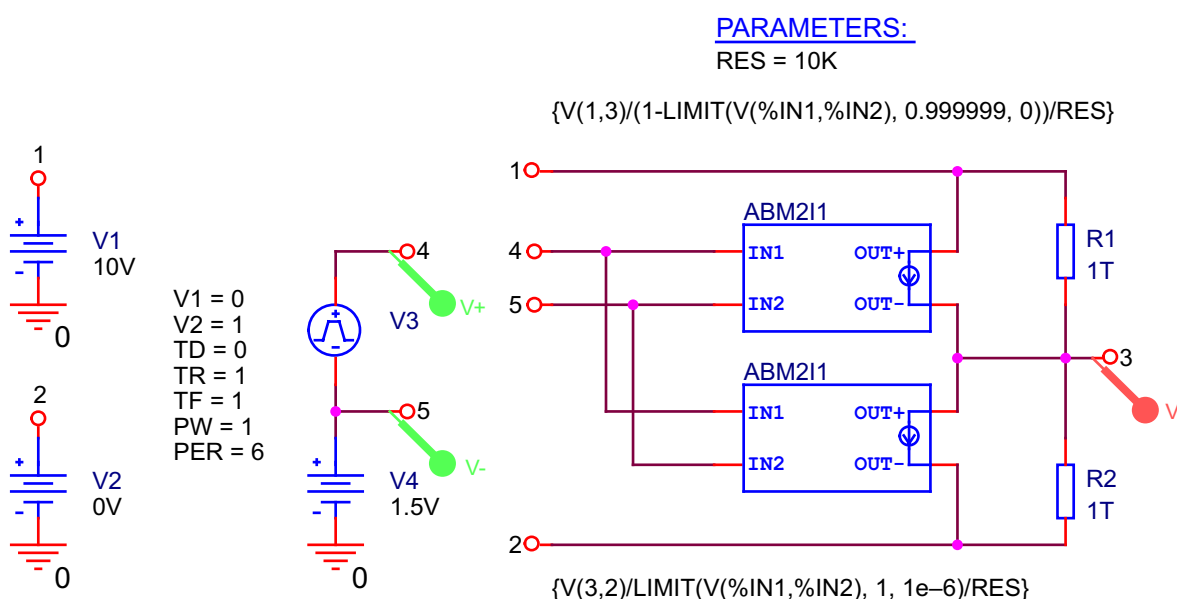 PARAMETERS:
RES = 10K
{V(1,3)/(1-LIMIT(V(%IN1,%IN2), 0.999999, 0))/RES}
1
+
-
V1
10V
0
2
+
-
V2
0V
0
V1 = 0
V2 = 1
TD = 0
TR = 1
TF = 1
PW = 1
PER = 6
4
V+
+
-
V3
5
V-
+
-
V4
1.5V
0
1
4
5
2
ABM2I1
IN1
OUT+
IN2
OUT-
ABM2I1
IN1
OUT+
IN2
OUT-
R1
1T
3
V
R2
1T
{V(3,2)/LIMIT(V(%IN1,%IN2), 1, 1e–6)/RES}